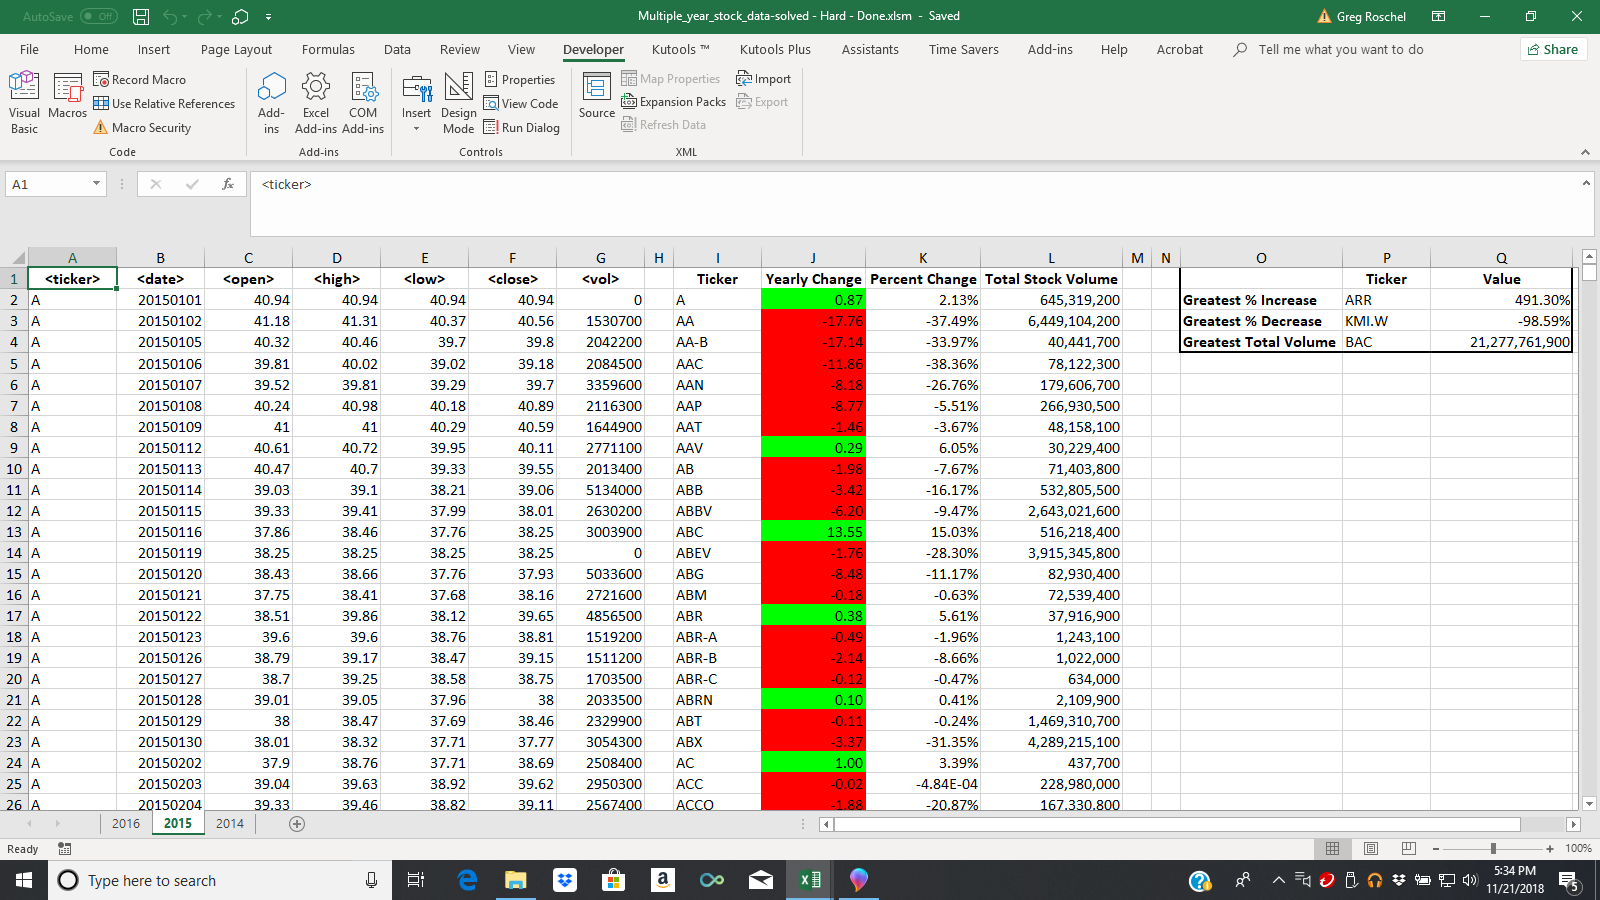 AutoSave Off Multiple_year_stock_data-solved - Hard - Done.xlsm - Saved Greg Roschel
File Home Insert Page Layout Formulas Data Review View Developer Kutools ™ Kutools Plus Assistants Time Savers Add-ins Help Acrobat Tell me what you want to do Share
Record Macro Properties Map Properties Import
Use Relative References View Code Expansion Packs Export
Visual Basic Macros Macro Security Add-ins Excel Add-ins COM Add-ins Insert Design Mode Run Dialog Source Refresh Data
Code Add-ins Controls XML
A1 fx <ticker>
A B C D E F G H I J K L M N O P Q
1 <ticker> <date> <open> <high> <low> <close> <vol> Ticker Yearly Change Percent Change Total Stock Volume Ticker Value
2 A 20150101 40.94 40.94 40.94 40.94 0 A 0.87 2.13% 645,319,200 Greatest % Increase ARR 491.30%
3 A 20150102 41.18 41.31 40.37 40.56 1530700 AA -17.76 -37.49% 6,449,104,200 Greatest % Decrease KMI.W -98.59%
4 A 20150105 40.32 40.46 39.7 39.8 2042200 AA-B -17.14 -33.97% 40,441,700 Greatest Total Volume BAC 21,277,761,900
5 A 20150106 39.81 40.02 39.02 39.18 2084500 AAC -11.86 -38.36% 78,122,300
6 A 20150107 39.52 39.81 39.29 39.7 3359600 AAN -8.18 -26.76% 179,606,700
7 A 20150108 40.24 40.98 40.18 40.89 2116300 AAP -8.77 -5.51% 266,930,500
8 A 20150109 41 41 40.29 40.59 1644900 AAT -1.46 -3.67% 48,158,100
9 A 20150112 40.61 40.72 39.95 40.11 2771100 AAV 0.29 6.05% 30,229,400
10 A 20150113 40.47 40.7 39.33 39.55 2013400 AB -1.98 -7.67% 71,403,800
11 A 20150114 39.03 39.1 38.21 39.06 5134000 ABB -3.42 -16.17% 532,805,500
12 A 20150115 39.33 39.41 37.99 38.01 2630200 ABBV -6.20 -9.47% 2,643,021,600
13 A 20150116 37.86 38.46 37.76 38.25 3003900 ABC 13.55 15.03% 516,218,400
14 A 20150119 38.25 38.25 38.25 38.25 0 ABEV -1.76 -28.30% 3,915,345,800
15 A 20150120 38.43 38.66 37.76 37.93 5033600 ABG -8.48 -11.17% 82,930,400
16 A 20150121 37.75 38.41 37.68 38.16 2721600 ABM -0.18 -0.63% 72,539,400
17 A 20150122 38.51 39.86 38.12 39.65 4856500 ABR 0.38 5.61% 37,916,900
18 A 20150123 39.6 39.6 38.76 38.81 1519200 ABR-A -0.49 -1.96% 1,243,100
19 A 20150126 38.79 39.17 38.47 39.15 1511200 ABR-B -2.14 -8.66% 1,022,000
20 A 20150127 38.7 39.25 38.58 38.75 1703500 ABR-C -0.12 -0.47% 634,000
21 A 20150128 39.01 39.05 37.96 38 2033500 ABRN 0.10 0.41% 2,109,900
22 A 20150129 38 38.47 37.69 38.46 2329900 ABT -0.11 -0.24% 1,469,310,700
23 A 20150130 38.01 38.32 37.71 37.77 3054300 ABX -3.37 -31.35% 4,289,215,100
24 A 20150202 37.9 38.76 37.71 38.69 2508400 AC 1.00 3.39% 437,700
25 A 20150203 39.04 39.63 38.92 39.62 2950300 ACC -0.02 -4.84E-04 228,980,000
26 A 20150204 39.33 39.46 38.82 39.11 2567400 ACCO -1.88 -20.87% 167,330,800
2016 2015 2014
Ready 100%
Type here to search 5:34 PM
11/21/2018 5